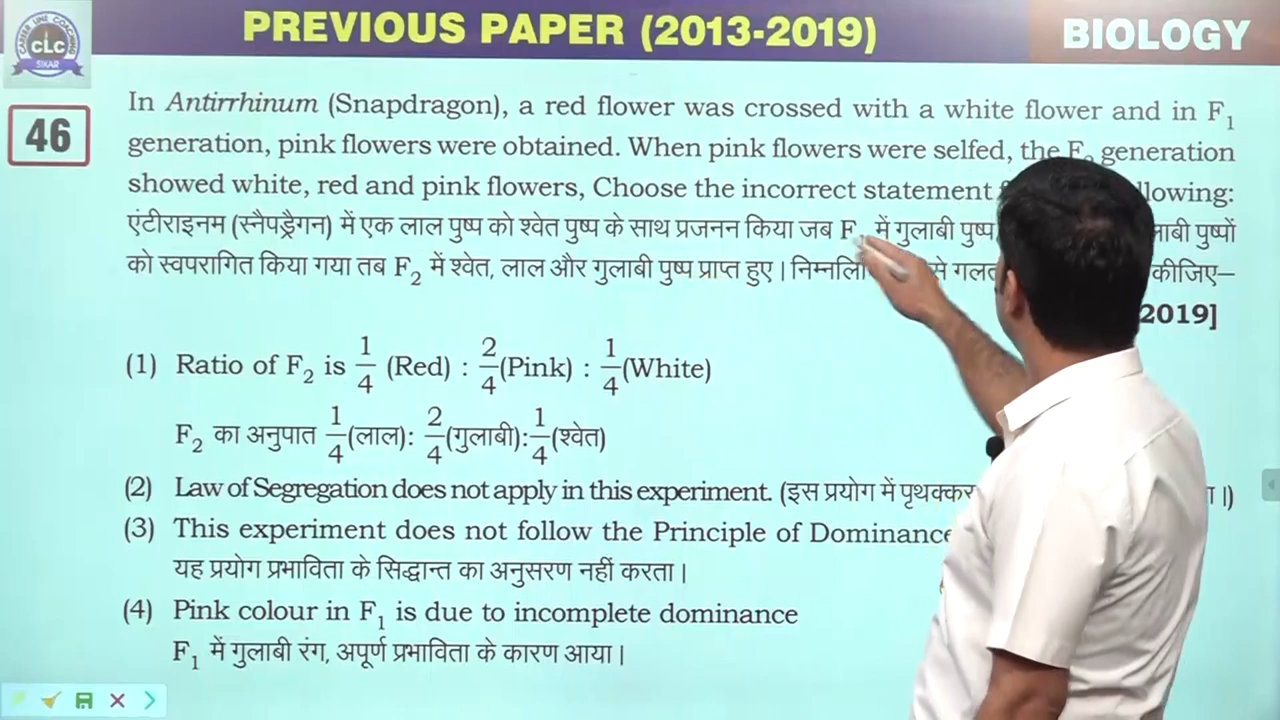 PREVIOUS PAPER (2013-2019)
BIOLOGY
CAREER LINE COACHING
CLC
SIKAR
46
In Antirrhinum (Snapdragon), a red flower was crossed with a white flower and in F₁
generation, pink flowers were obtained. When pink flowers were selfed, the F₂ generation
showed white, red and pink flowers, Choose the incorrect statement llowing:
एंटीराइनम (स्नैपड्रैगन) में एक लाल पुष्प को श्वेत पुष्प के साथ प्रजनन किया जब F₁ में गुलाबी पुष्प लाबी पुष्पों
को स्वपरागित किया गया तब F₂ में श्वेत, लाल और गुलाबी पुष्प प्राप्त हुए। निम्नलि से गलत कीजिए–
2019]
(1) Ratio of F₂ is 1/4 (Red) : 2/4 (Pink) : 1/4 (White)
F₂ का अनुपात 1/4 (लाल): 2/4 (गुलाबी): 1/4 (श्वेत)
(2) Law of Segregation does not apply in this experiment. (इस प्रयोग में पृथक्कर ा।)
(3) This experiment does not follow the Principle of Dominance
यह प्रयोग प्रभाविता के सिद्धान्त का अनुसरण नहीं करता।
(4) Pink colour in F₁ is due to incomplete dominance
F₁ में गुलाबी रंग, अपूर्ण प्रभाविता के कारण आया।